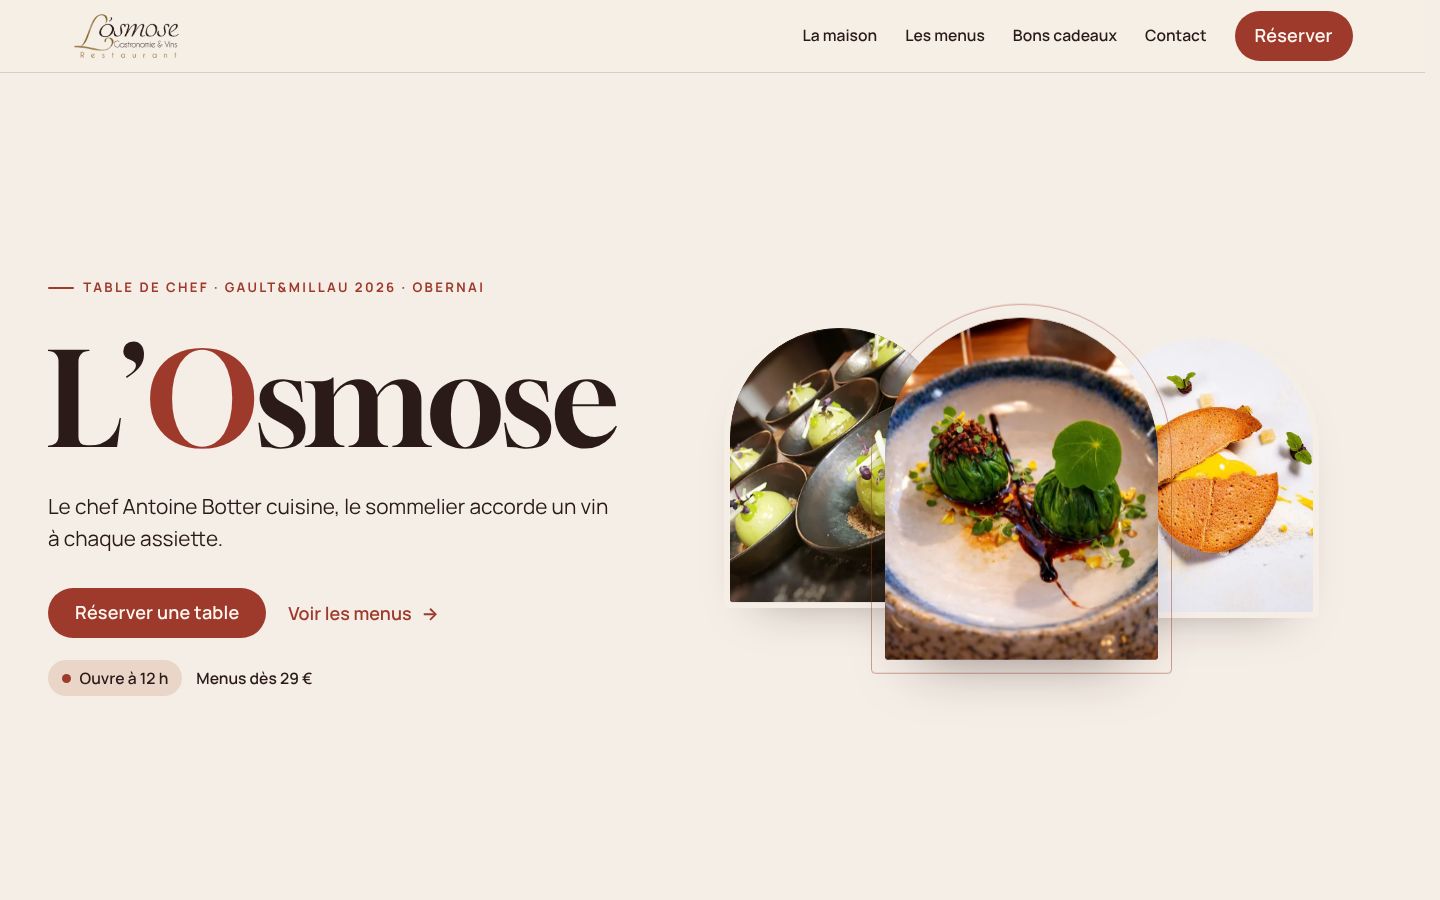 L'osmose
Gastronomie & Vins
Restaurant
La maison
Les menus
Bons cadeaux
Contact
Réserver
TABLE DE CHEF · GAULT&MILLAU 2026 · OBERNAI
L’Osmose
Le chef Antoine Botter cuisine, le sommelier accorde un vin
à chaque assiette.
Réserver une table
Voir les menus →
Ouvre à 12 h
Menus dès 29 €